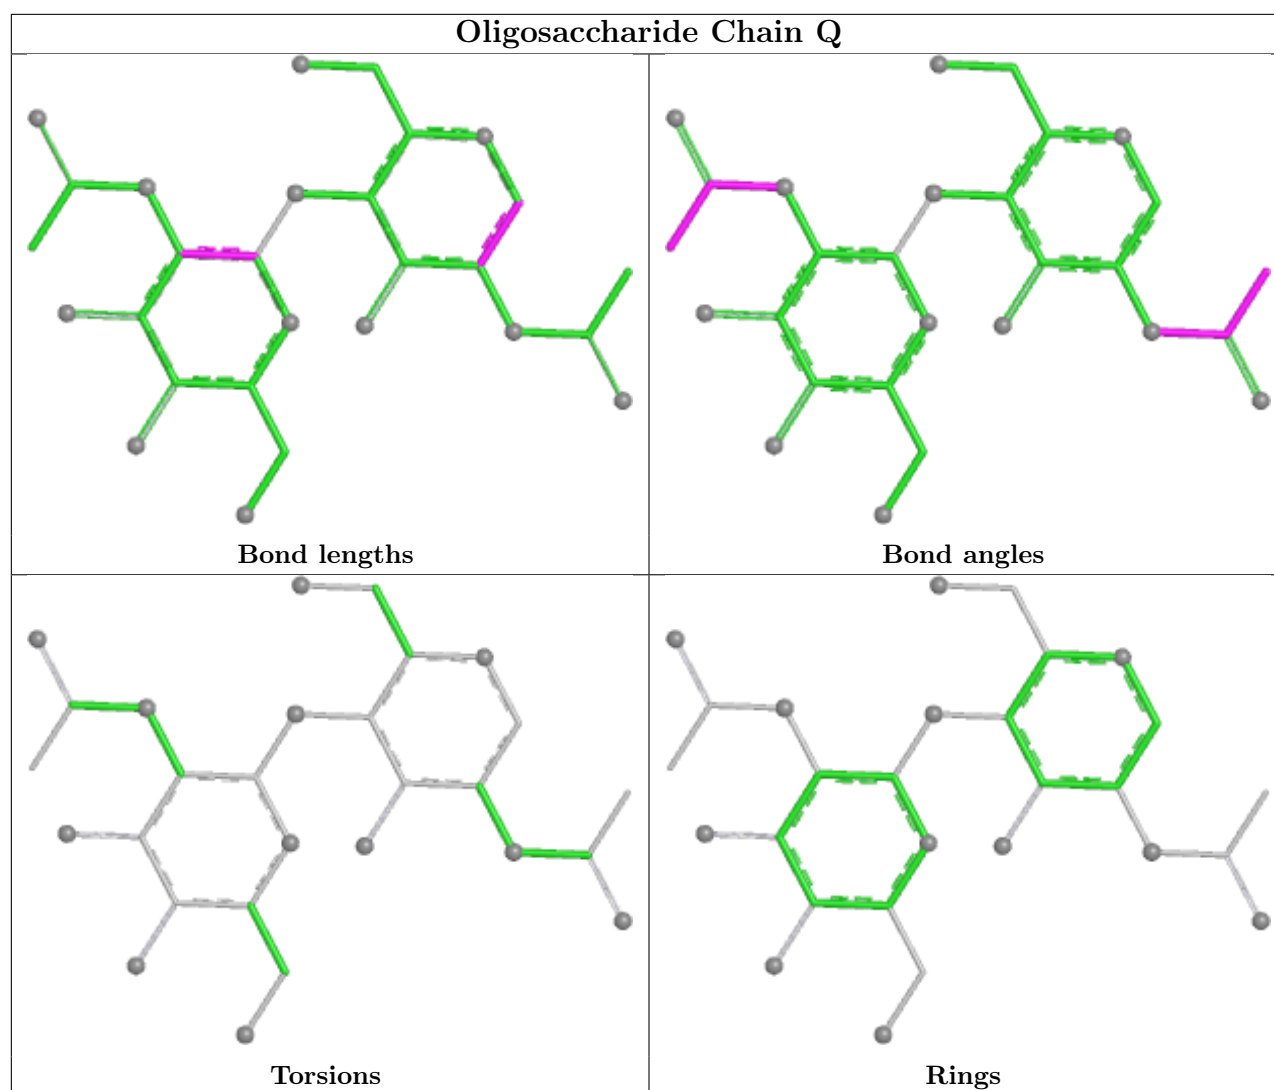 Oligosaccharide Chain Q
Bond lengths
Bond angles
Torsions
Rings